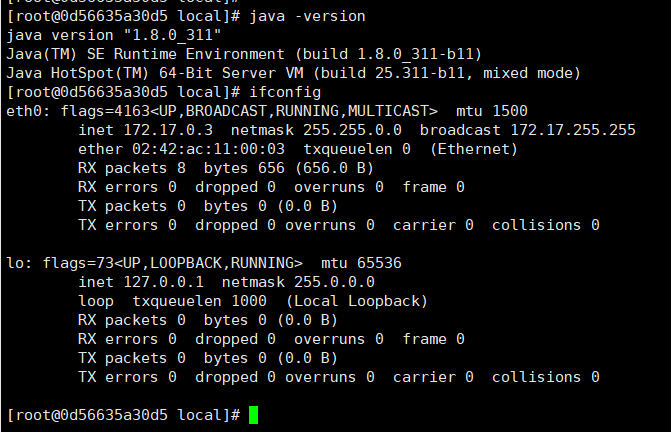 [root@0d56635a30d5 local]#
[root@0d56635a30d5 local]# java -version
java version "1.8.0_311"
Java(TM) SE Runtime Environment (build 1.8.0_311-b11)
Java HotSpot(TM) 64-Bit Server VM (build 25.311-b11, mixed mode)
[root@0d56635a30d5 local]# ifconfig
eth0: flags=4163<UP,BROADCAST,RUNNING,MULTICAST>  mtu 1500
        inet 172.17.0.3  netmask 255.255.0.0  broadcast 172.17.255.255
        ether 02:42:ac:11:00:03  txqueuelen 0  (Ethernet)
        RX packets 8  bytes 656 (656.0 B)
        RX errors 0  dropped 0  overruns 0  frame 0
        TX packets 0  bytes 0 (0.0 B)
        TX errors 0  dropped 0 overruns 0  carrier 0  collisions 0

lo: flags=73<UP,LOOPBACK,RUNNING>  mtu 65536
        inet 127.0.0.1  netmask 255.0.0.0
        loop  txqueuelen 1000  (Local Loopback)
        RX packets 0  bytes 0 (0.0 B)
        RX errors 0  dropped 0  overruns 0  frame 0
        TX packets 0  bytes 0 (0.0 B)
        TX errors 0  dropped 0 overruns 0  carrier 0  collisions 0

[root@0d56635a30d5 local]#